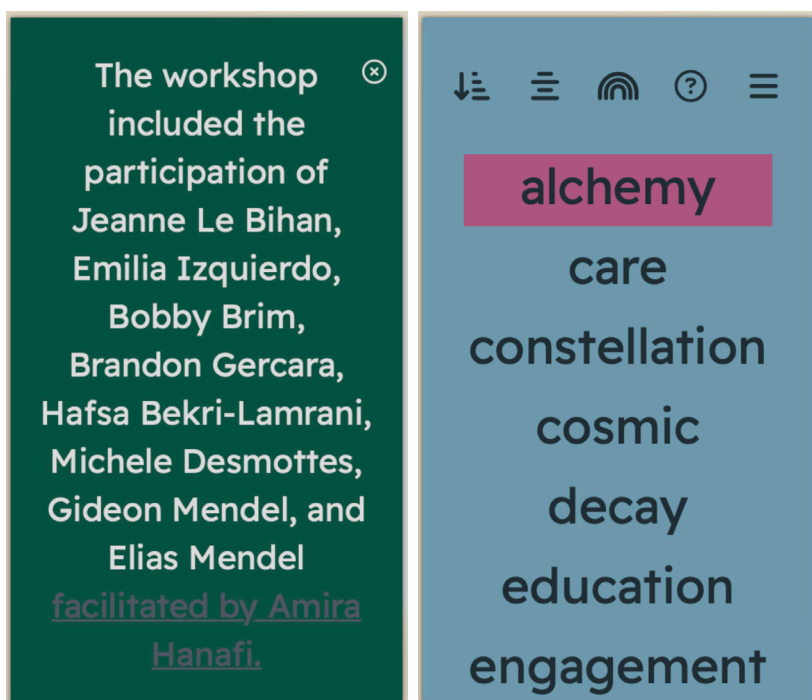 The workshop
included the
participation of
Jeanne Le Bihan,
Emilia Izquierdo,
Bobby Brim,
Brandon Gercara,
Hafsa Bekri-Lamrani,
Michele Desmottes,
Gideon Mendel, and
Elias Mendel
facilitated by Amira
Hanafi.
alchemy
care
constellation
cosmic
decay
education
engagement